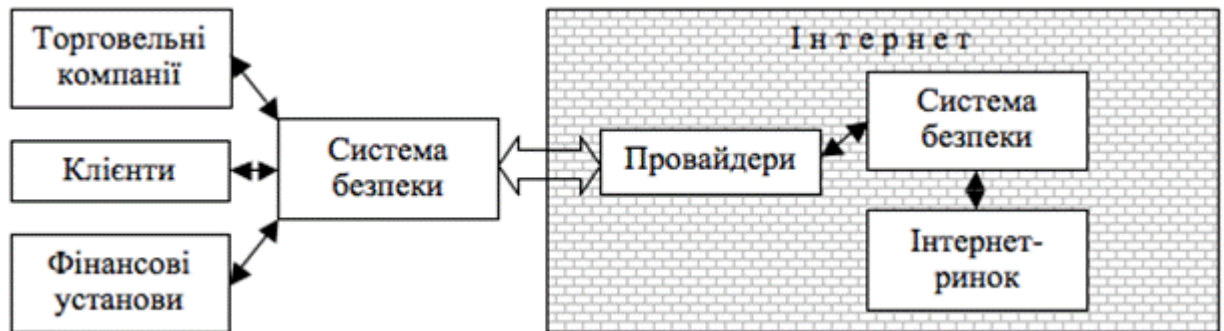 Торговельні
компанії
Клієнти
Фінансові
установи
Система
безпеки
Інтернет
Провайдери
Система
безпеки
Інтернет-
ринок